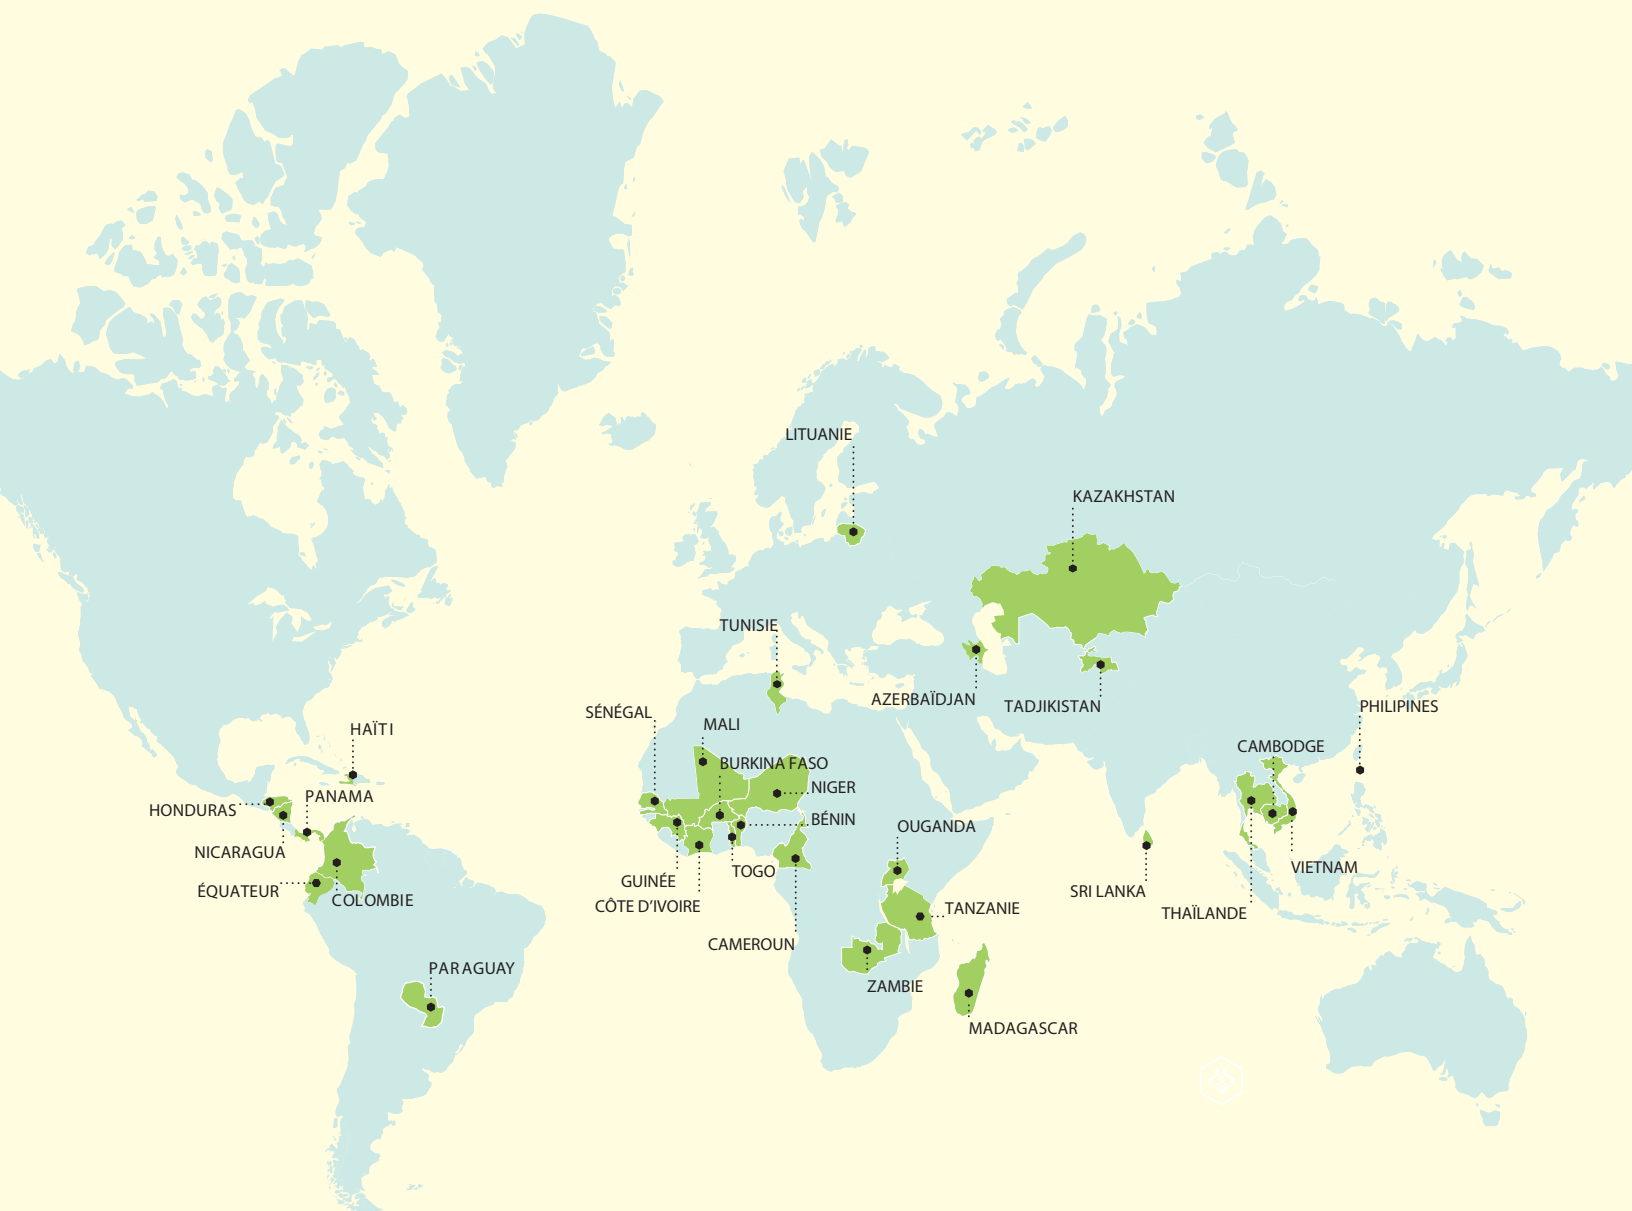 LITUANIE
KAZAKHSTAN
TUNISIE
AZERBAÏDJAN
TADJIKISTAN
PHILIPINES
SÉNÉGAL
MALI
HAÏTI
CAMBODGE
BURKINA FASO
NIGER
PANAMA
HONDURAS
BÉNIN
OUGANDA
NICARAGUA
TOGO
VIETNAM
GUINÉE
ÉQUATEUR
COLOMBIE
SRI LANKA
CÔTE D'IVOIRE
TANZANIE
THAÏLANDE
CAMEROUN
PARAGUAY
ZAMBIE
MADAGASCAR